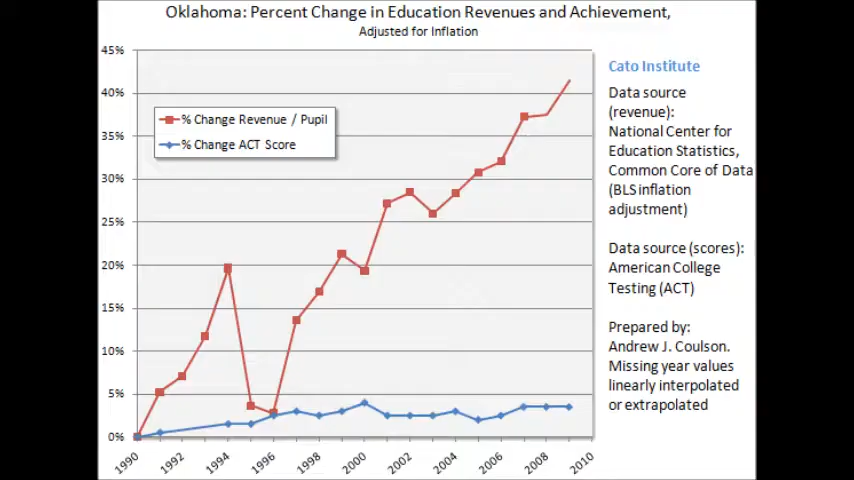 Oklahoma: Percent Change in Education Revenues and Achievement,
Adjusted for Inflation
45%
40%
35%
30%
25%
20%
15%
10%
5%
0%
% Change Revenue / Pupil
% Change ACT Score
1990
1992
1994
1996
1998
2000
2002
2004
2006
2008
2010
Cato Institute
Data source
(revenue):
National Center for
Education Statistics,
Common Core of Data
(BLS inflation
adjustment)
Data source (scores):
American College
Testing (ACT)
Prepared by:
Andrew J. Coulson.
Missing year values
linearly interpolated
or extrapolated